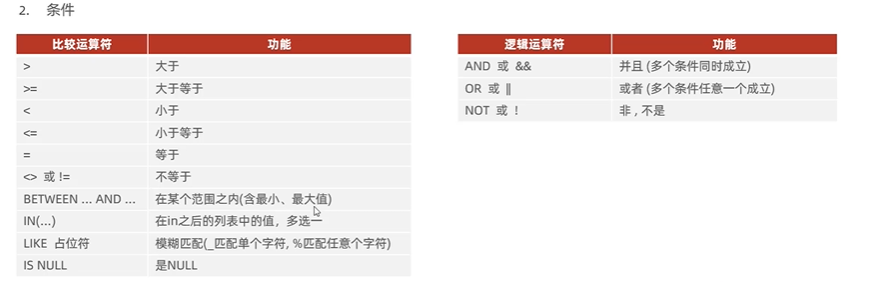 2. 条件
比较运算符 功能
> 大于
>= 大于等于
< 小于
<= 小于等于
= 等于
<> 或 != 不等于
BETWEEN ... AND ... 在某个范围之内(含最小、最大值)
IN(...) 在in之后的列表中的值，多选一
LIKE 占位符 模糊匹配(_匹配单个字符, %匹配任意个字符)
IS NULL 是NULL
逻辑运算符 功能
AND 或 && 并且 (多个条件同时成立)
OR 或 || 或者 (多个条件任意一个成立)
NOT 或 ! 非 , 不是